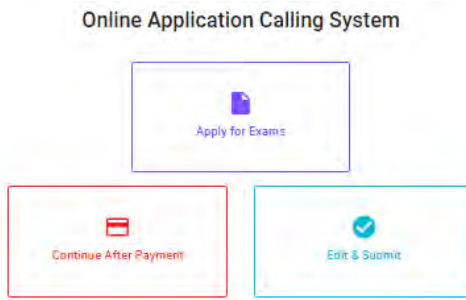 Online Application Calling System
Apply for Exams
Continue After Payment
Edit & Submit